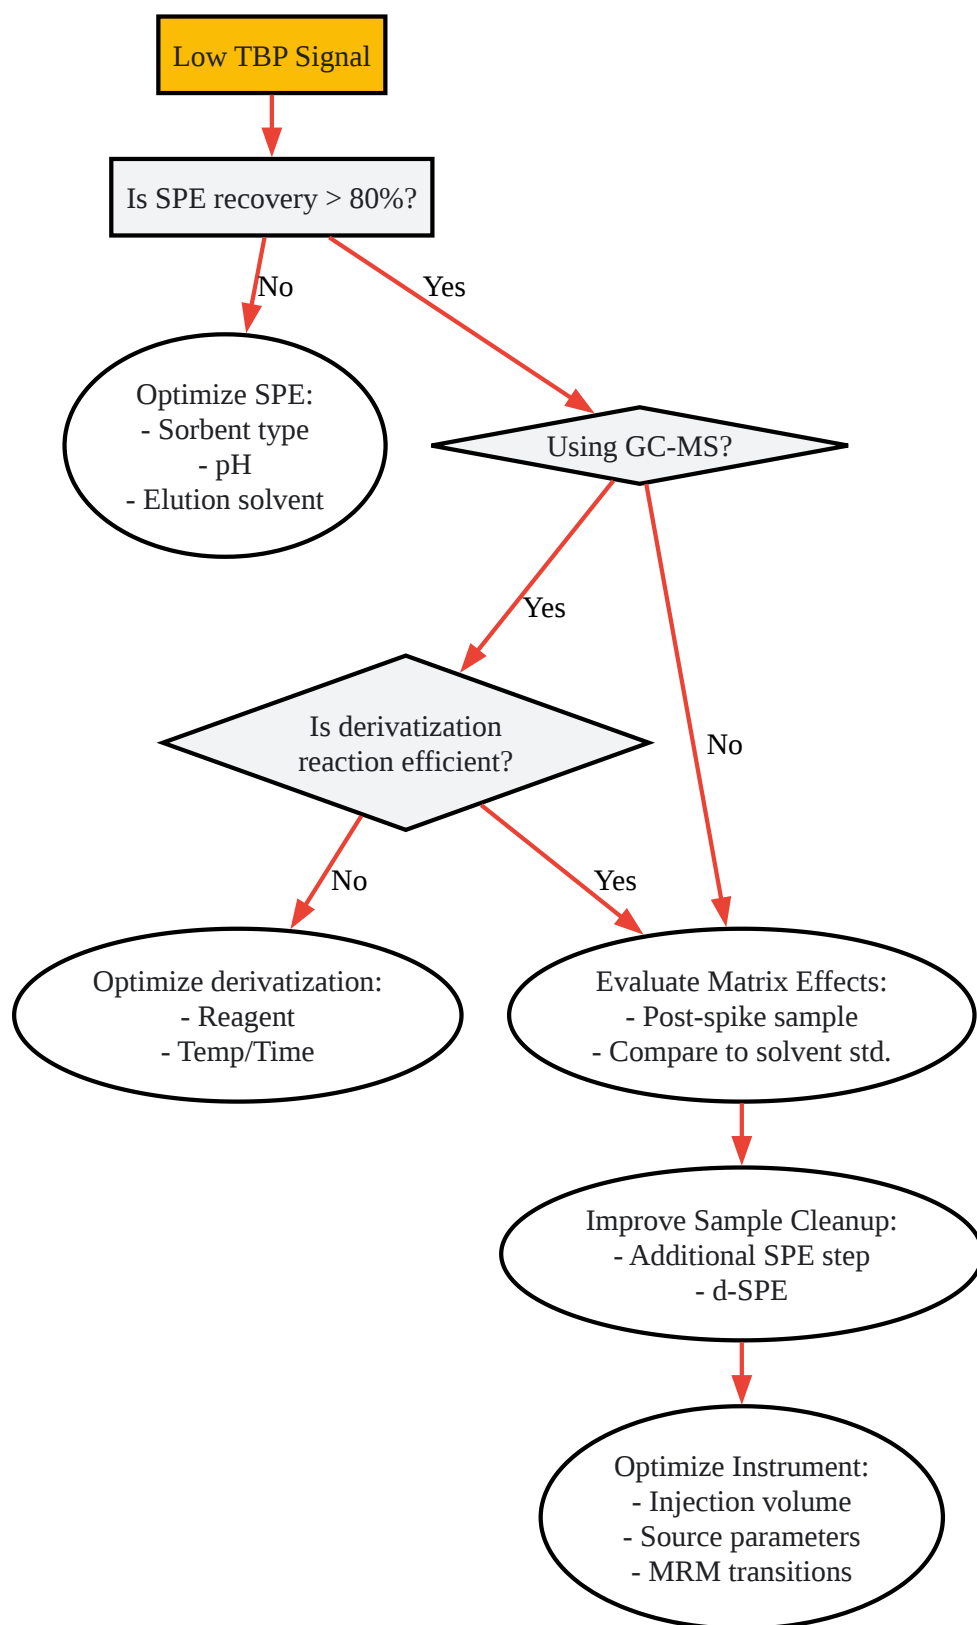 Low TBP Signal
Is SPE recovery > 80%?
No
Yes
Optimize SPE:
- Sorbent type
- pH
- Elution solvent
Using GC-MS?
Yes
No
Is derivatization
reaction efficient?
No
Yes
Optimize derivatization:
- Reagent
- Temp/Time
Evaluate Matrix Effects:
- Post-spike sample
- Compare to solvent std.
Improve Sample Cleanup:
- Additional SPE step
- d-SPE
Optimize Instrument:
- Injection volume
- Source parameters
- MRM transitions